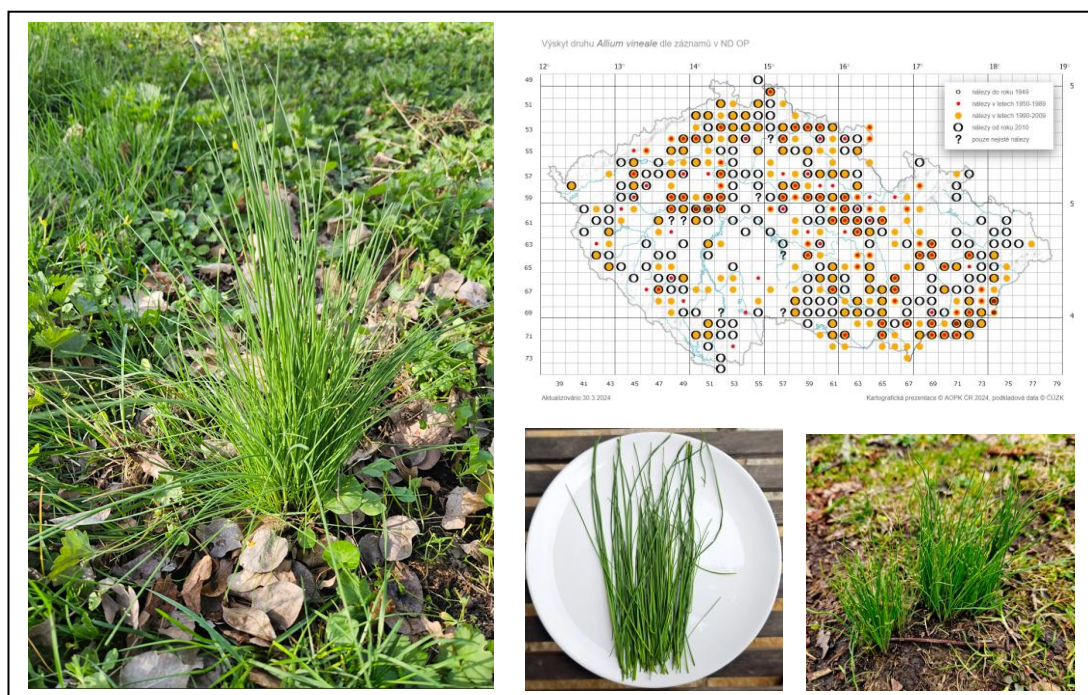 Výskyt druhu Allium vineale dle záznamů v ND OP
12° 13° 14° 15° 16° 17° 18° 19°
nálezy do roku 1949
nálezy v letech 1950-1989
nálezy v letech 1990-2009
nálezy od roku 2010
? pouze nejisté nálezy
49
51
53
55
57
59
61
63
65
67
69
71
73
5
5
4
39 41 43 45 47 49 51 53 55 57 59 61 63 65 67 69 71 73 75 77 79
Aktualizováno:30.3.2024
Kartografická prezentace © AOPK ČR 2024, podkladová data © ČÚZK